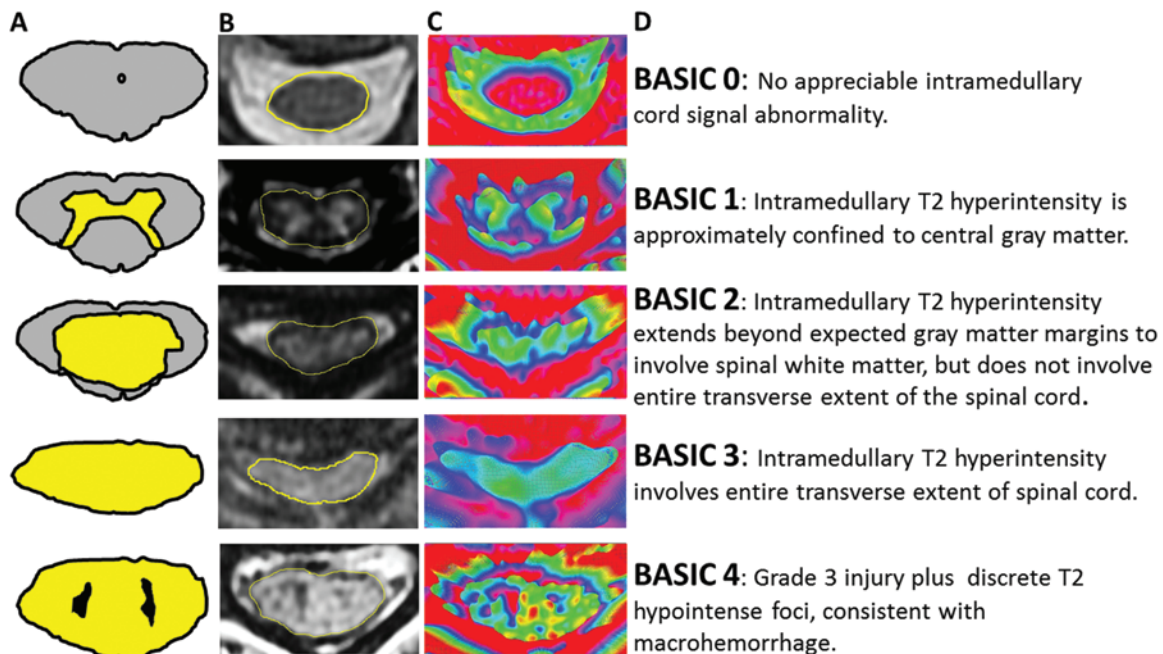 A B C D
BASIC 0: No appreciable intramedullary
cord signal abnormality.
BASIC 1: Intramedullary T2 hyperintensity is
approximately confined to central gray matter.
BASIC 2: Intramedullary T2 hyperintensity
extends beyond expected gray matter margins to
involve spinal white matter, but does not involve
entire transverse extent of the spinal cord.
BASIC 3: Intramedullary T2 hyperintensity
involves entire transverse extent of spinal cord.
BASIC 4: Grade 3 injury plus discrete T2
hypointense foci, consistent with
macrohemorrhage.